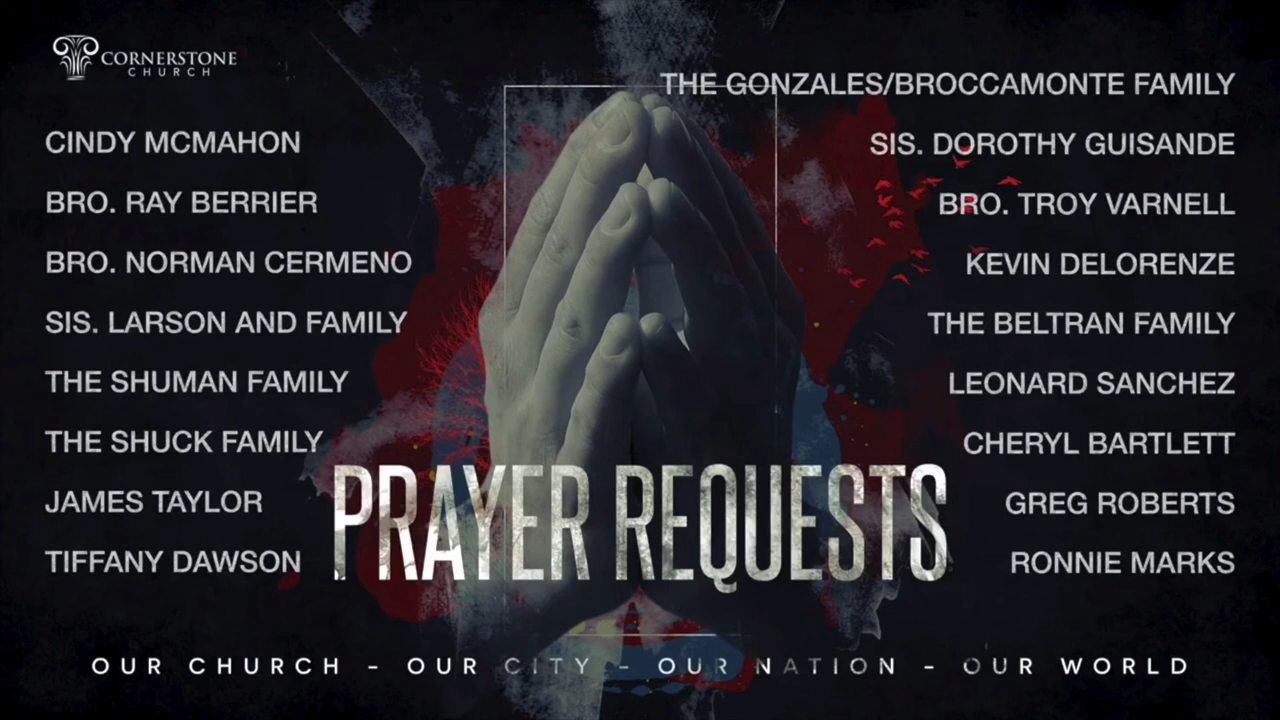 CORNERSTONE
CHURCH
CINDY MCMAHON
BRO. RAY BERRIER
BRO. NORMAN CERMENO
SIS. LARSON AND FAMILY
THE SHUMAN FAMILY
THE SHUCK FAMILY
JAMES TAYLOR
TIFFANY DAWSON
THE GONZALES/BROCCAMONTE FAMILY
SIS. DOROTHY GUISANDE
BRO. TROY VARNELL
KEVIN DELORENZE
THE BELTRAN FAMILY
LEONARD SANCHEZ
CHERYL BARTLETT
GREG ROBERTS
RONNIE MARKS
PRAYER REQUESTS
OUR CHURCH - OUR CITY - OUR NATION - OUR WORLD